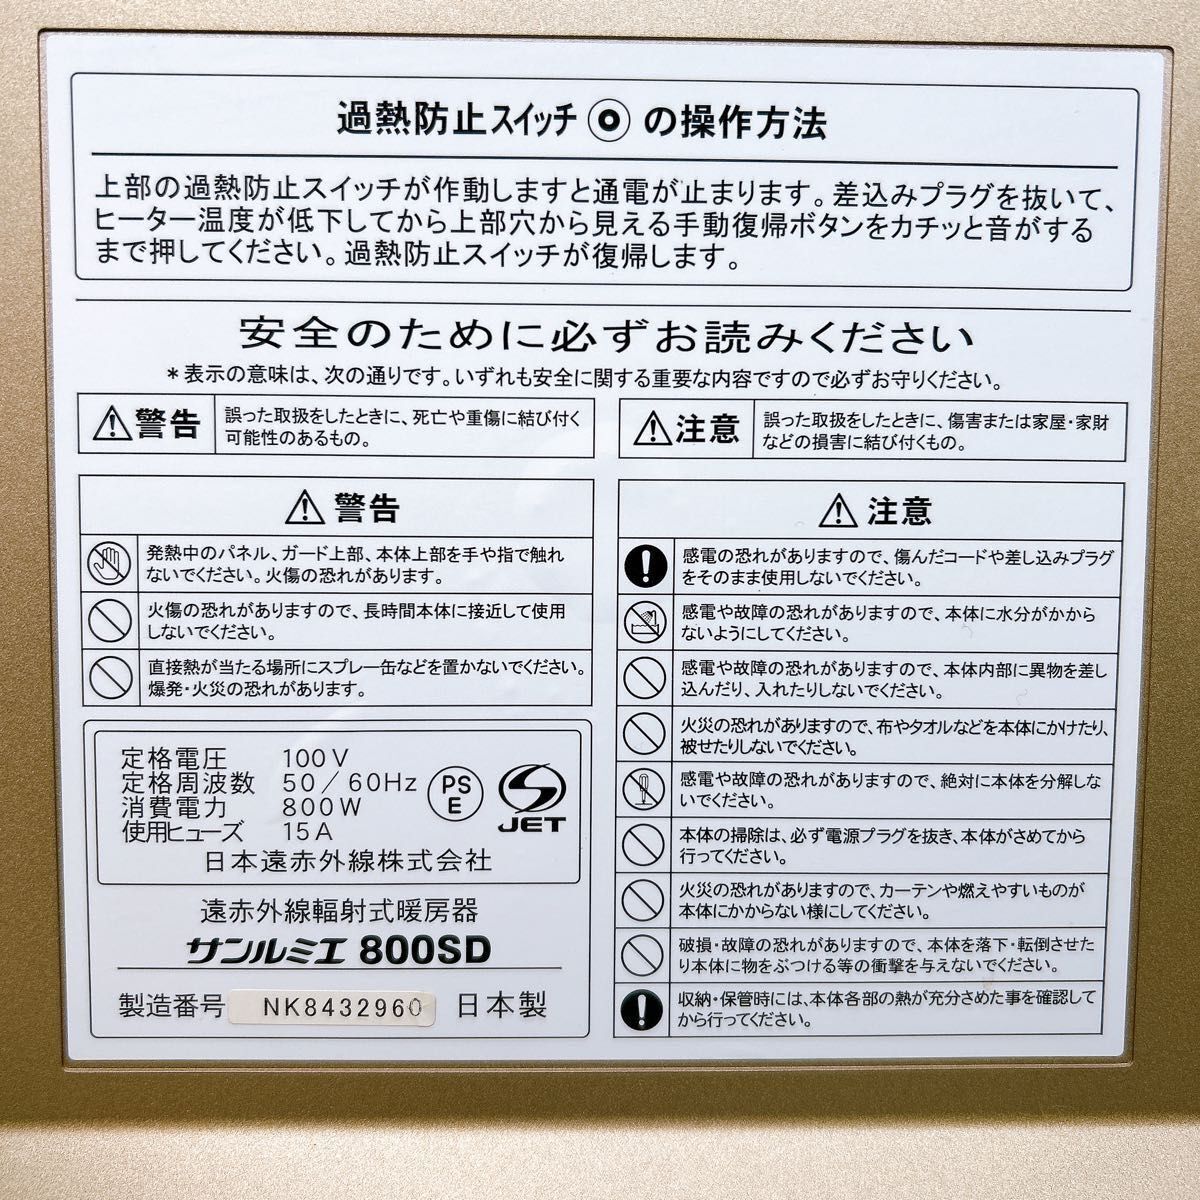 過熱防止スイッチ の操作方法
上部の過熱防止スイッチが作動しますと通電が止まります。差込みプラグを抜いて、
ヒーター温度が低下してから上部穴から見える手動復帰ボタンをカチッと音がする
まで押してください。過熱防止スイッチが復帰します。
安全のために必ずお読みください
*表示の意味は、次の通りです。いずれも安全に関する重要な内容ですので必ずお守りください。
警告
誤った取扱をしたときに、死亡や重傷に結び付く
可能性のあるもの。
注意
誤った取扱をしたときに、傷害または家屋・家財
などの損害に結び付くもの。
警告
発熱中のパネル、ガード上部、本体上部を手や指で触れ
ないでください。火傷の恐れがあります。
火傷の恐れがありますので、長時間本体に接近して使用
しないでください。
直接熱が当たる場所にスプレー缶などを置かないでください。
爆発・火災の恐れがあります。
定格電圧 100V
定格周波数 50/60Hz
消費電力 800W
使用ヒューズ 15A
PS
E
JET
日本遠赤外線株式会社
遠赤外線輻射式暖房器
サンルミエ 800SD
製造番号 NK8432960 日本製
注意
感電の恐れがありますので、傷んだコードや差し込みプラグ
をそのまま使用しないでください。
感電や故障の恐れがありますので、本体に水分がかから
ないようにしてください。
感電や故障の恐れがありますので、本体内部に異物を差し
込んだり、入れたりしないでください。
火災の恐れがありますので、布やタオルなどを本体にかけたり、
被せたりしないでください。
感電や故障の恐れがありますので、絶対に本体を分解しな
いでください。
本体の掃除は、必ず電源プラグを抜き、本体がさめてから
行ってください。
火災の恐れがありますので、カーテンや燃えやすいものが
本体にかからない様にしてください。
破損・故障の恐れがありますので、本体を落下・転倒させた
り本体に物をぶつける等の衝撃を与えないでください。
収納・保管時には、本体各部の熱が充分さめた事を確認して
から行ってください。